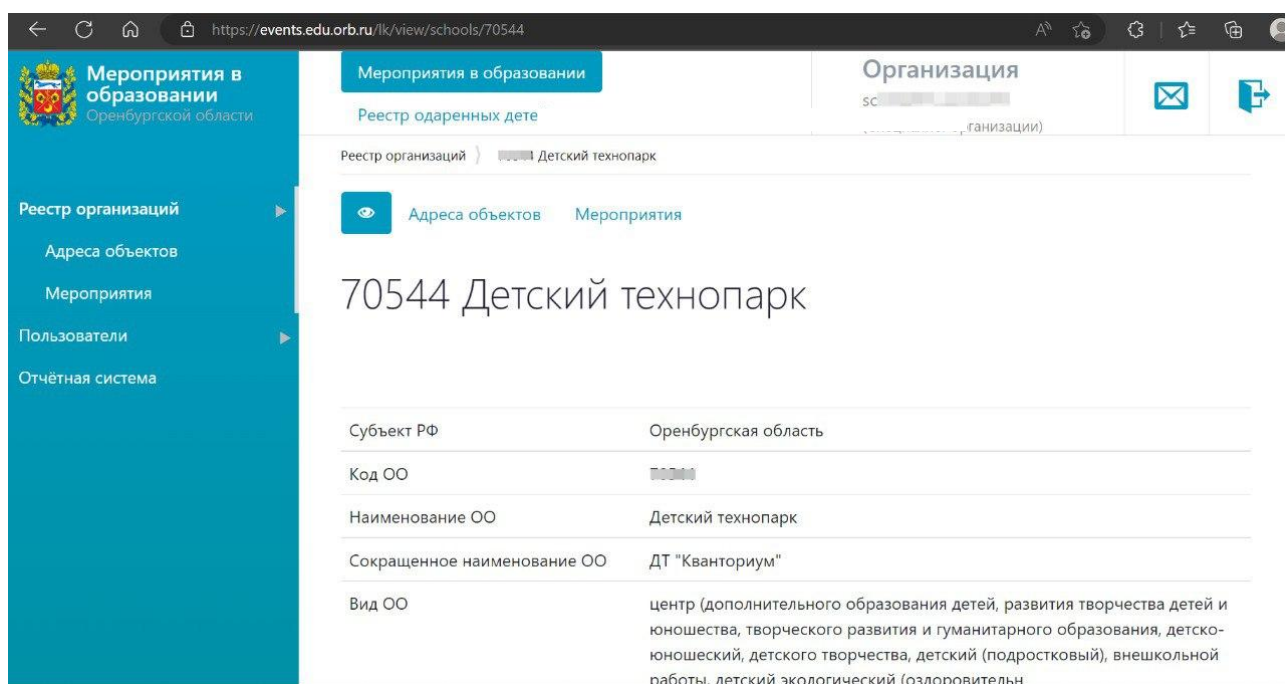 https://events.edu.orb.ru/lk/view/schools/70544
Мероприятия в
образовании
Оренбургской области
Мероприятия в образовании
Реестр одаренных дете
Организация
sc
рганизации)
Реестр организаций
Детский технопарк
Реестр организаций
Адреса объектов
Мероприятия
Пользователи
Отчётная система
Адреса объектов Мероприятия
70544 Детский технопарк
Субъект РФ Оренбургская область
Код ОО
Наименование ОО Детский технопарк
Сокращенное наименование ОО ДТ "Кванториум"
Вид ОО центр (дополнительного образования детей, развития творчества детей и
юношества, творческого развития и гуманитарного образования, детско-
юношеский, детского творчества, детский (подростковый), внешкольной
работы, детский экологический (оздоровительн